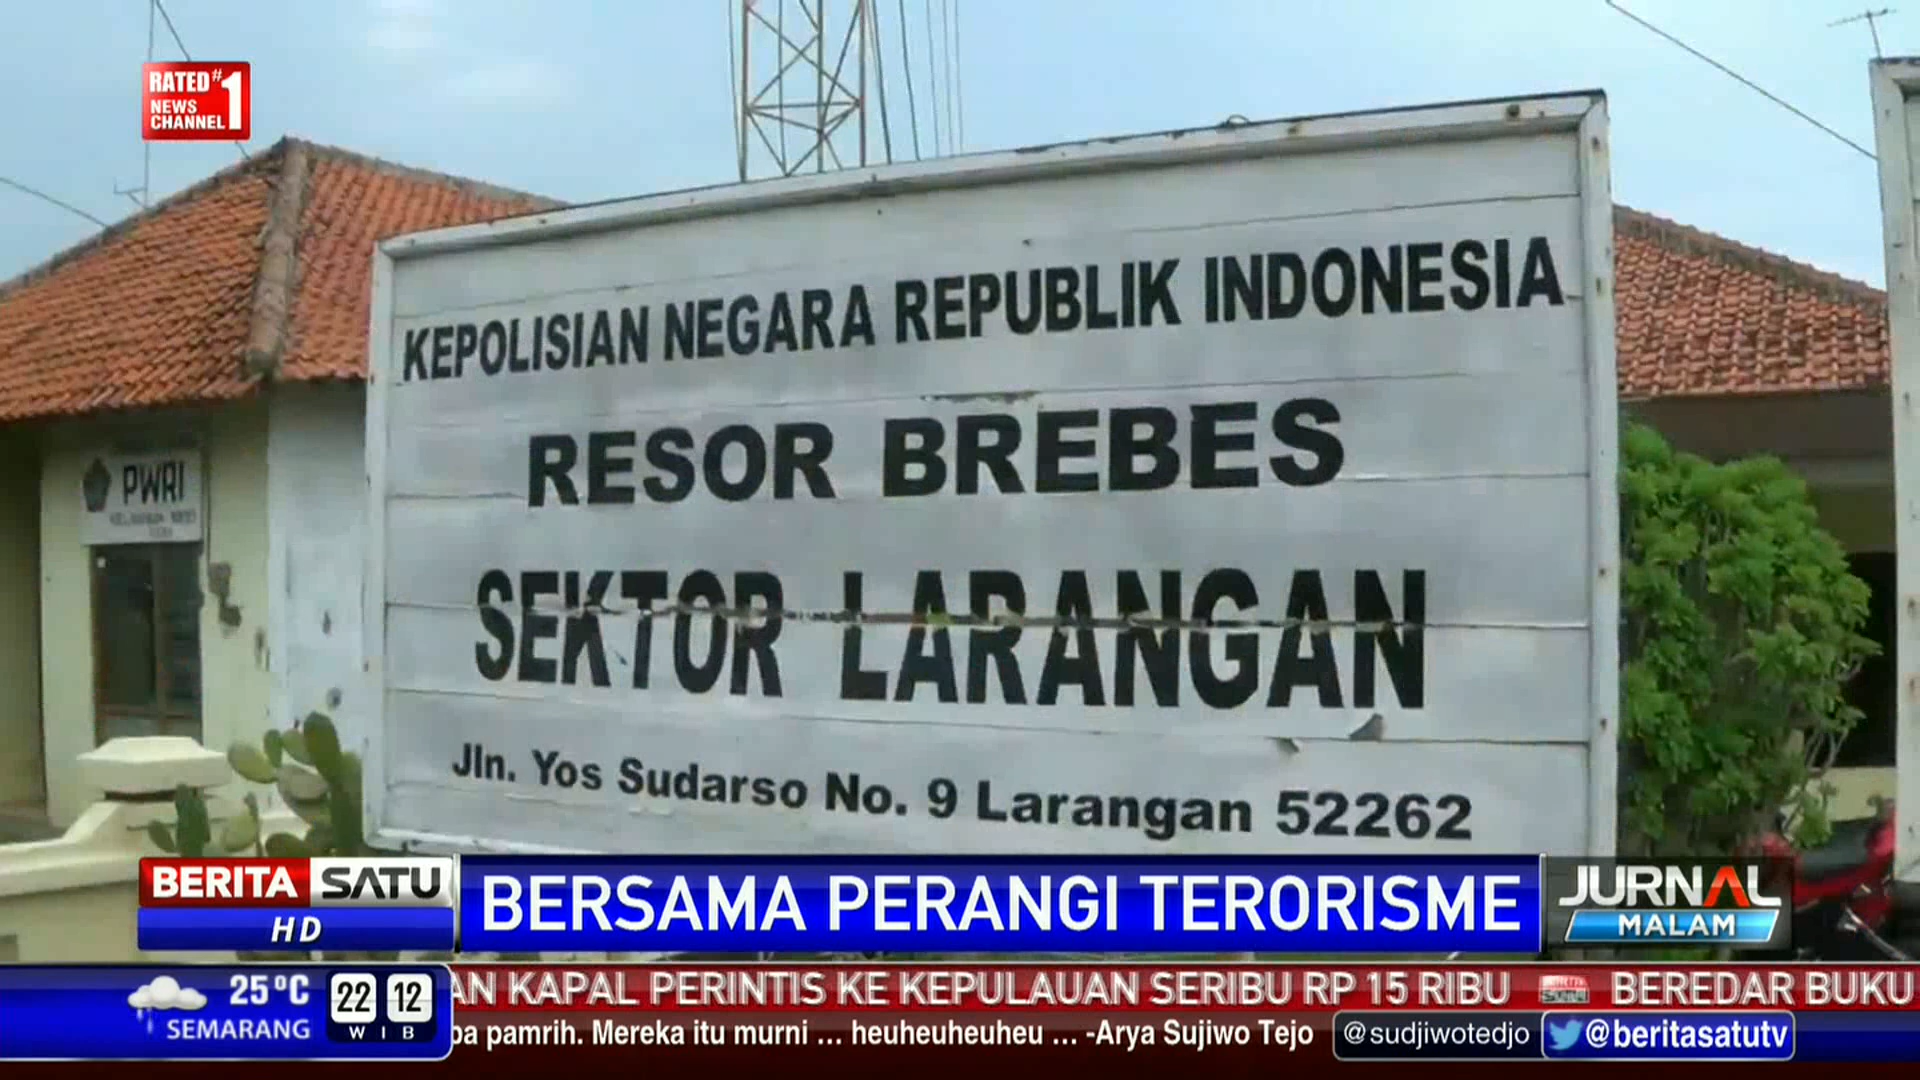 RATED #1
NEWS
CHANNEL
KEPOLISIAN NEGARA REPUBLIK INDONESIA
RESOR BREBES
SEKTOR LARANGAN
Jln. Yos Sudarso No. 9 Larangan 52262
PWRI
BERITA SATU
HD
BERSAMA PERANGI TERORISME
JURNAL
MALAM
25°C
SEMARANG
22 12
WIB
AN KAPAL PERINTIS KE KEPULAUAN SERIBU RP 15 RIBU BEREDAR BUKU
pamrih. Mereka itu murni ... heuheuheuheu ... -Arya Sujiwo Tejo @sudjiwotedjo @beritasatutv